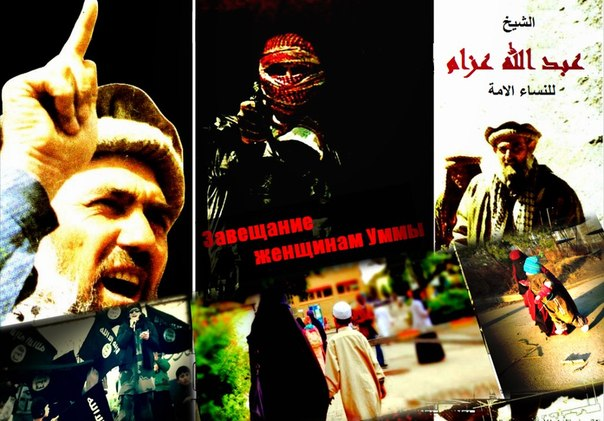 الشيخ
عبد الله عزام
للنساء الامة
Завещание
женщинам Уммы